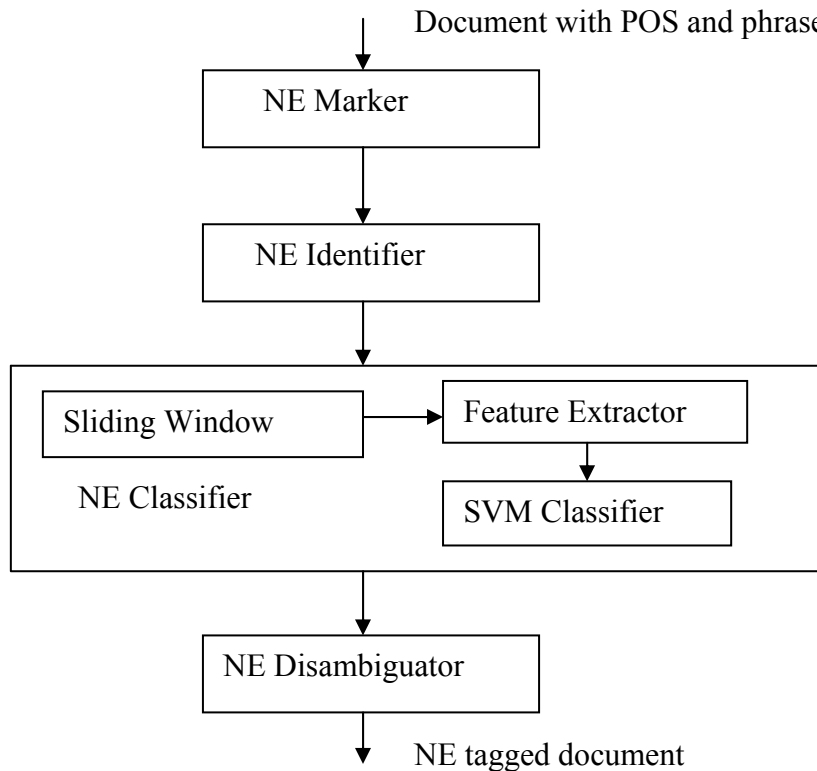 Document with POS and phrase
NE Marker
NE Identifier
Sliding Window
Feature Extractor
NE Classifier
SVM Classifier
NE Disambiguator
NE tagged document